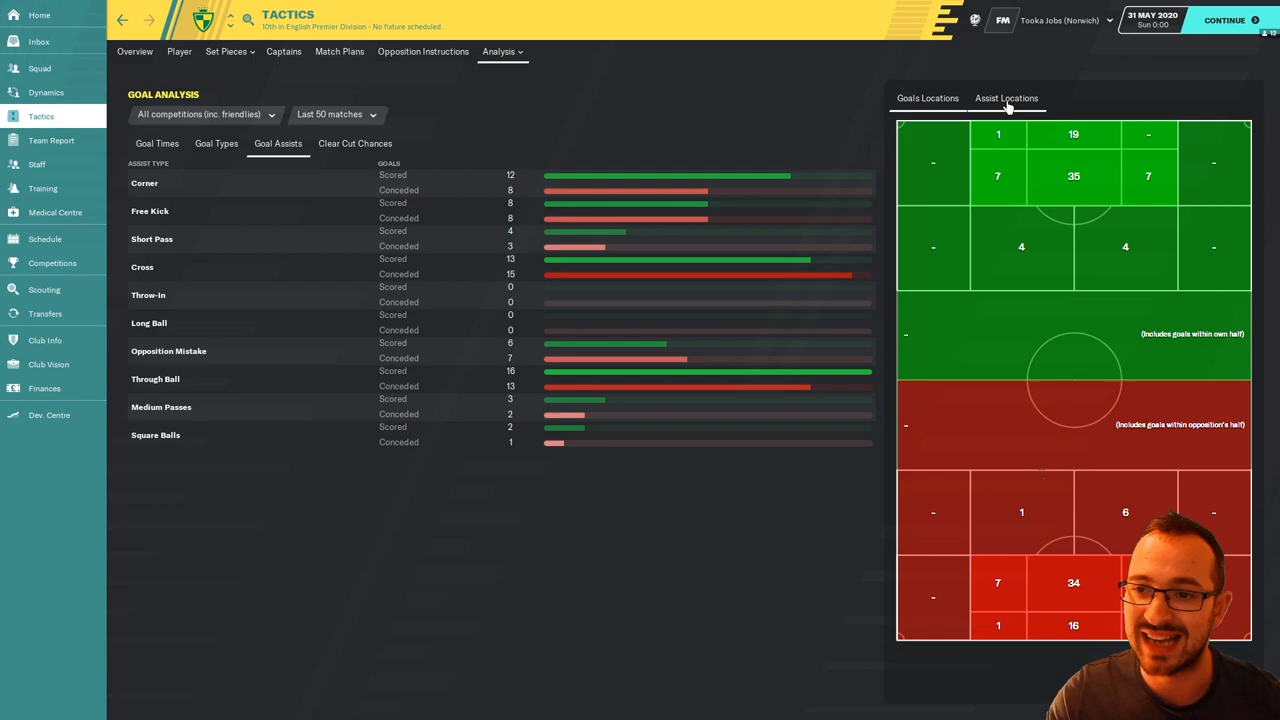 Home
Inbox
Squad
Dynamics
Tactics
Team Report
Staff
Training
Medical Centre
Schedule
Competitions
Scouting
Transfers
Club Info
Club Vision
Finances
Dev. Centre
TACTICS
10th in English Premier Division - No fixture scheduled.
FM
Tooka Jobs (Norwich)
31 MAY 2020
Sun 0:00
CONTINUE
12
Overview Player Set Pieces Captains Match Plans Opposition Instructions Analysis
GOAL ANALYSIS
All competitions (inc. friendlies) Last 50 matches
Goal Times Goal Types Goal Assists Clear Cut Chances
ASSIST TYPE GOALS
Corner
Scored 12
Conceded 8
Free Kick
Scored 8
Conceded 8
Short Pass
Scored 4
Conceded 3
Cross
Scored 13
Conceded 15
Throw-In
Scored 0
Conceded 0
Long Ball
Scored 0
Conceded 0
Opposition Mistake
Scored 6
Conceded 7
Through Ball
Scored 16
Conceded 13
Medium Passes
Scored 3
Conceded 2
Square Balls
Scored 2
Conceded 1
Goals Locations Assist Locations
1 19 -
- -
7 35 7
- 4 4 -
- (Includes goals within own half)
- (Includes goals within opposition's half)
- 1 6 -
7 34
-
1 16